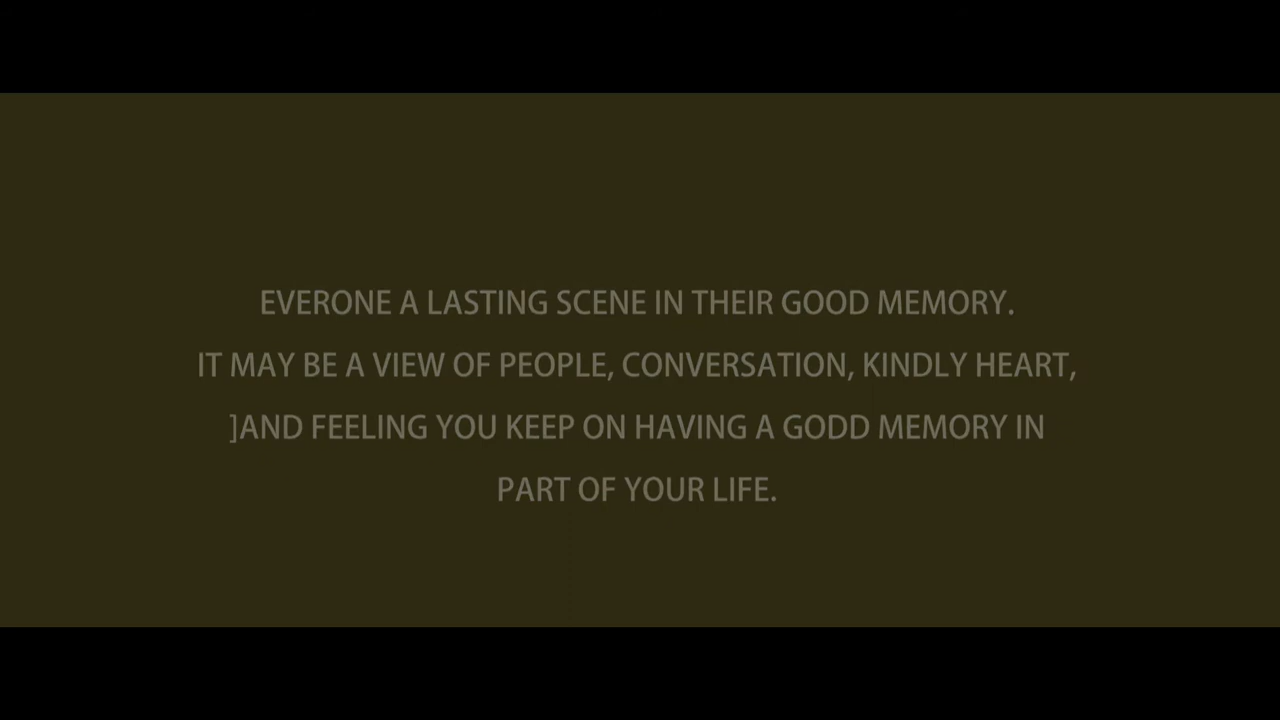 EVERONE A LASTING SCENE IN THEIR GOOD MEMORY.
IT MAY BE A VIEW OF PEOPLE, CONVERSATION, KINDLY HEART,
]AND FEELING YOU KEEP ON HAVING A GODD MEMORY IN
PART OF YOUR LIFE.